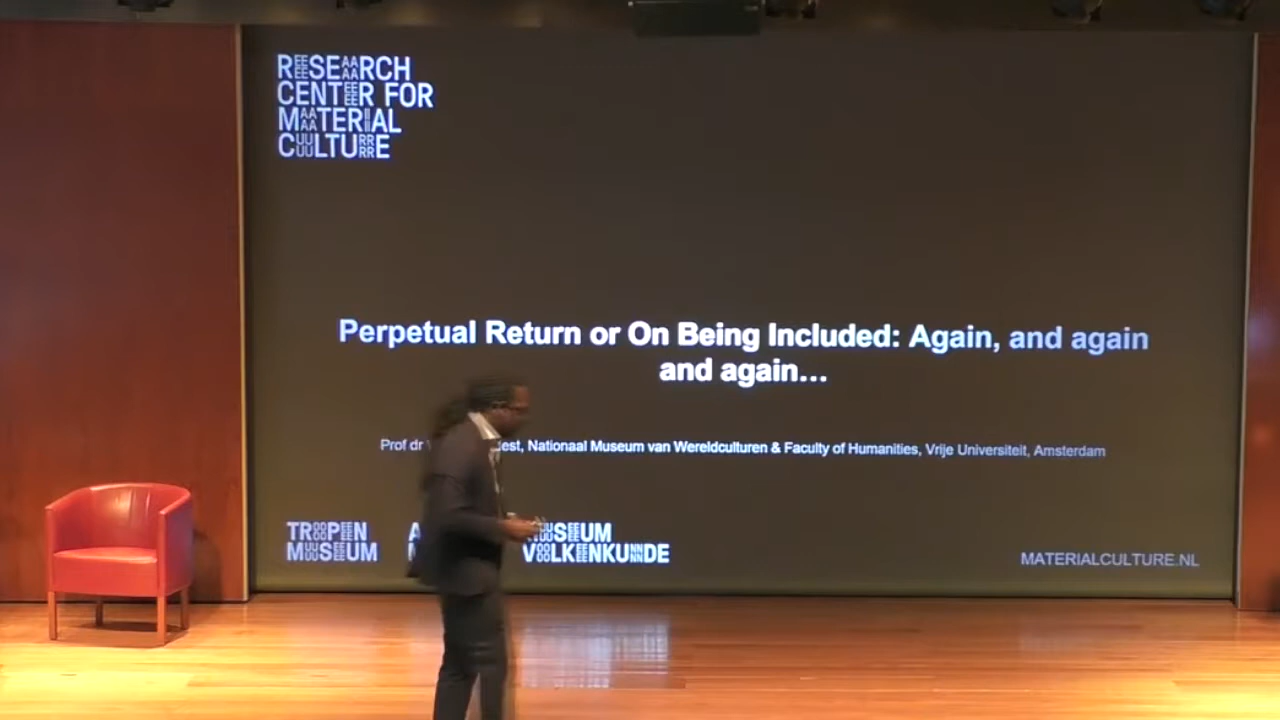 RESEARCH
CENTER FOR
MATERIAL
CULTURE
Perpetual Return or On Being Included: Again, and again
and again…
Prof dr est, Nationaal Museum van Wereldculturen & Faculty of Humanities, Vrije Universiteit, Amsterdam
TROPEN
MUSEUM
MUSEUM
VOLKENKUNDE
MATERIALCULTURE.NL